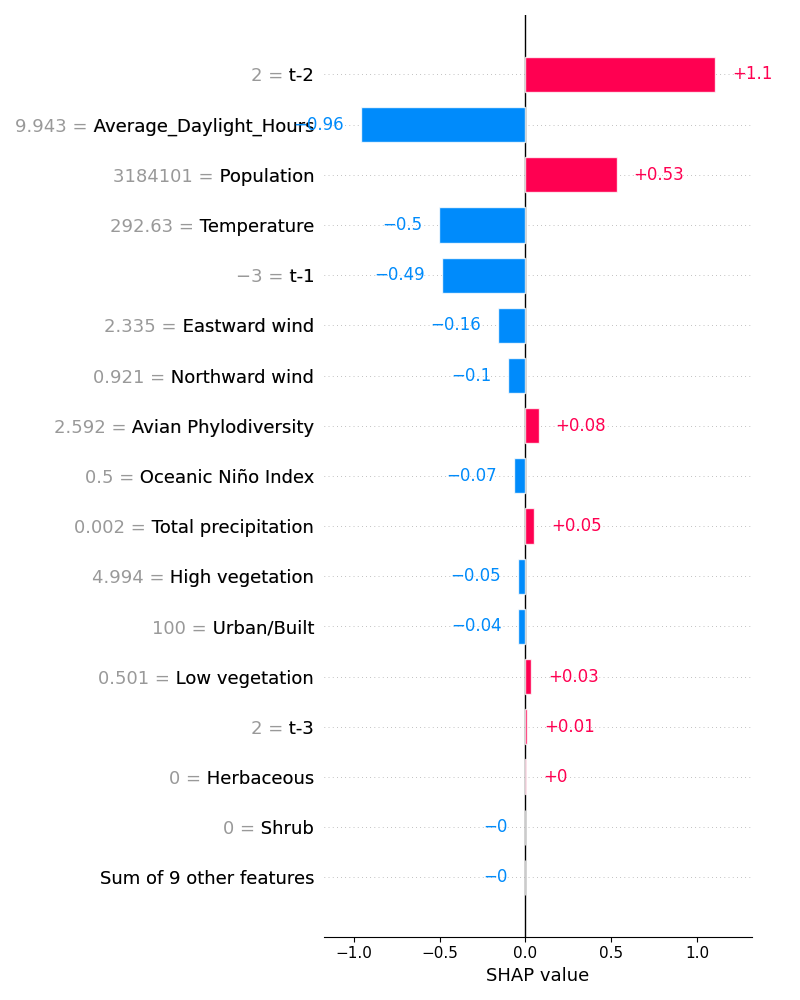 2 = t-2 +1.1
9.943 = Average_Daylight_Hours −0.96
3184101 = Population +0.53
292.63 = Temperature −0.5
−3 = t-1 −0.49
2.335 = Eastward wind −0.16
0.921 = Northward wind −0.1
2.592 = Avian Phylodiversity +0.08
0.5 = Oceanic Niño Index −0.07
0.002 = Total precipitation +0.05
4.994 = High vegetation −0.05
100 = Urban/Built −0.04
0.501 = Low vegetation +0.03
2 = t-3 +0.01
0 = Herbaceous +0
0 = Shrub −0
Sum of 9 other features −0
−1.0 −0.5 0.0 0.5 1.0
SHAP value